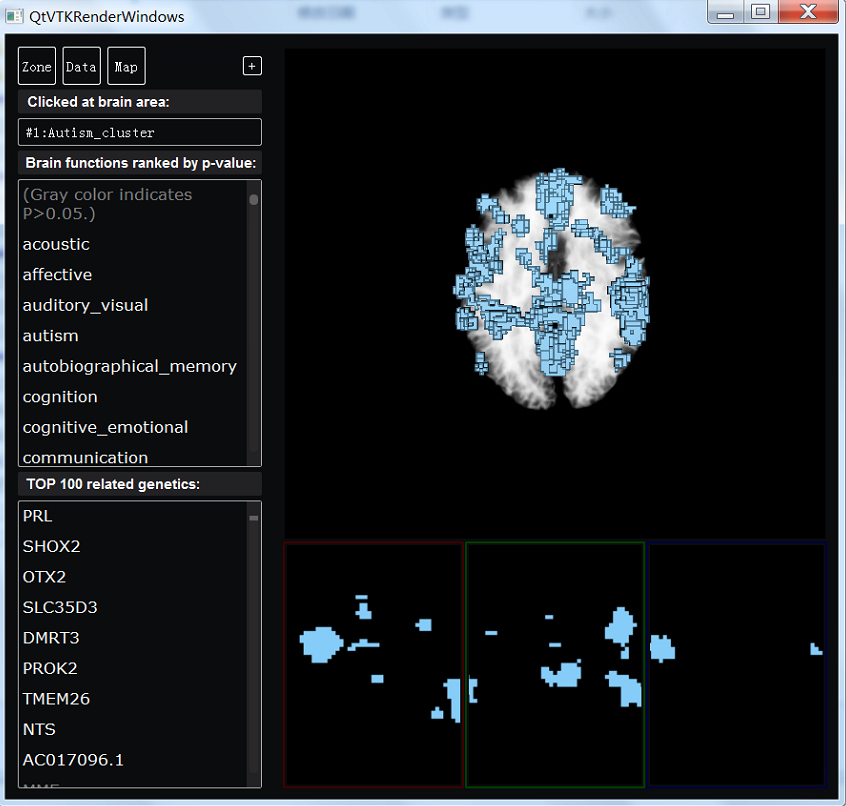 QtVTKRenderWindows
Zone Data Map +
Clicked at brain area:
#1:Autism_cluster
Brain functions ranked by p-value:
(Gray color indicates
P>0.05.)
acoustic
affective
auditory_visual
autism
autobiographical_memory
cognition
cognitive_emotional
communication
TOP 100 related genetics:
PRL
SHOX2
OTX2
SLC35D3
DMRT3
PROK2
TMEM26
NTS
AC017096.1